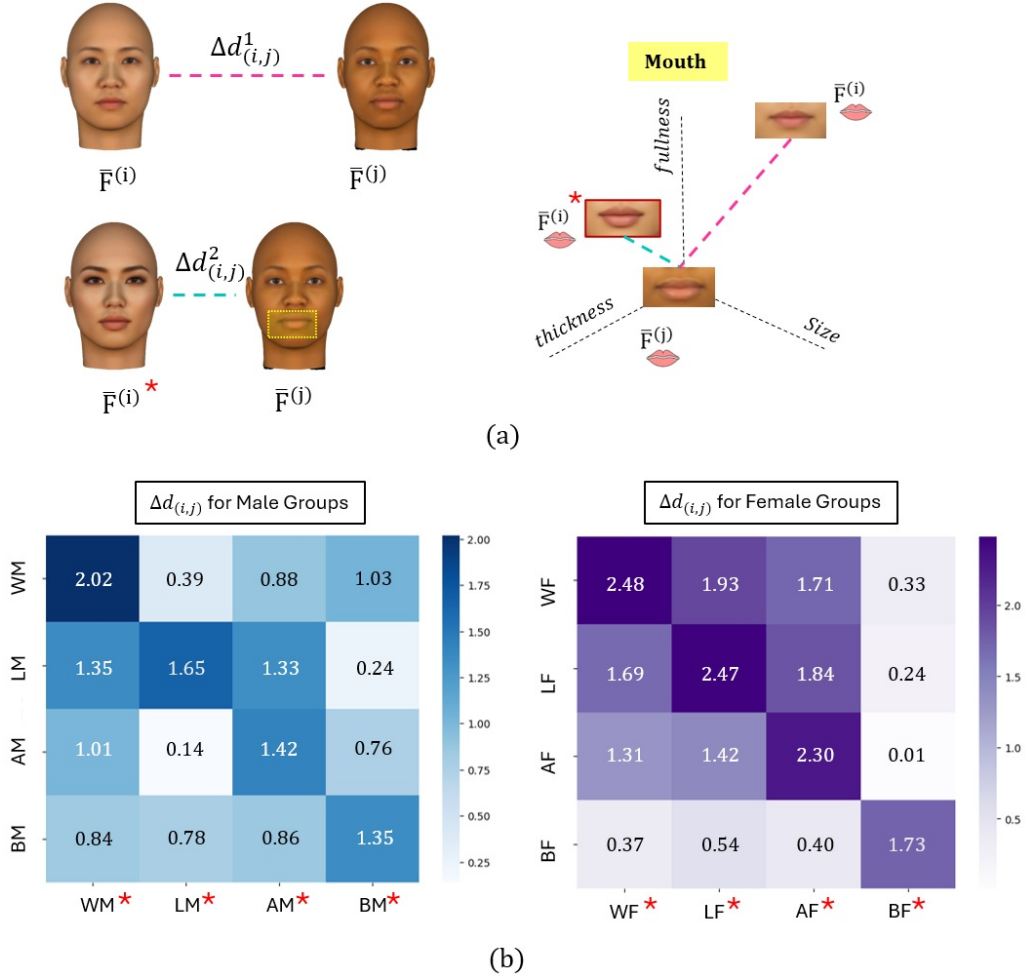 Δd¹(i,j)
F̄⁽ⁱ⁾
F̄⁽ʲ⁾
Δd²(i,j)
F̄⁽ⁱ⁾ *
F̄⁽ʲ⁾
Mouth
fullness
F̄⁽ⁱ⁾
F̄⁽ⁱ⁾ *
thickness
Size
F̄⁽ʲ⁾
(a)
Δd(i,j) for Male Groups
WM 2.02 0.39 0.88 1.03
LM 1.35 1.65 1.33 0.24
AM 1.01 0.14 1.42 0.76
BM 0.84 0.78 0.86 1.35
WM* LM* AM* BM*
2.00
1.75
1.50
1.25
1.00
0.75
0.50
0.25
Δd(i,j) for Female Groups
WF 2.48 1.93 1.71 0.33
LF 1.69 2.47 1.84 0.24
AF 1.31 1.42 2.30 0.01
BF 0.37 0.54 0.40 1.73
WF* LF* AF* BF*
2.0
1.5
1.0
0.5
(b)